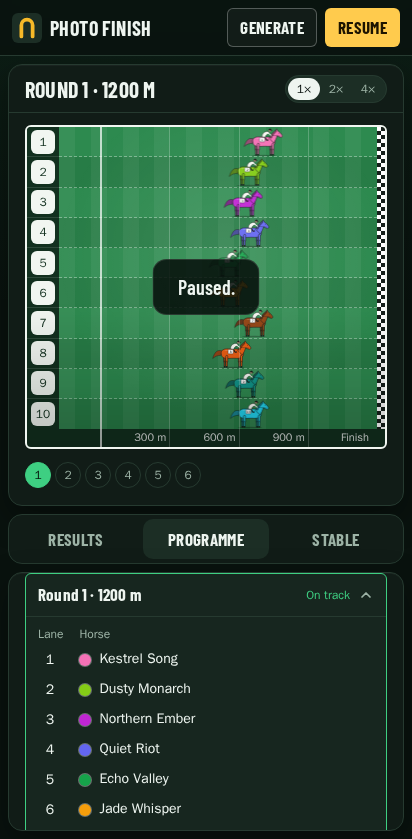 PHOTO FINISH
GENERATE
RESUME
ROUND 1 · 1200 M
1× 2× 4×
1
2
3
4
5
6
7
8
9
10
Paused.
300 m 600 m 900 m Finish
1 2 3 4 5 6
RESULTS PROGRAMME STABLE
Round 1 · 1200 m On track
Lane Horse
1 Kestrel Song
2 Dusty Monarch
3 Northern Ember
4 Quiet Riot
5 Echo Valley
6 Jade Whisper